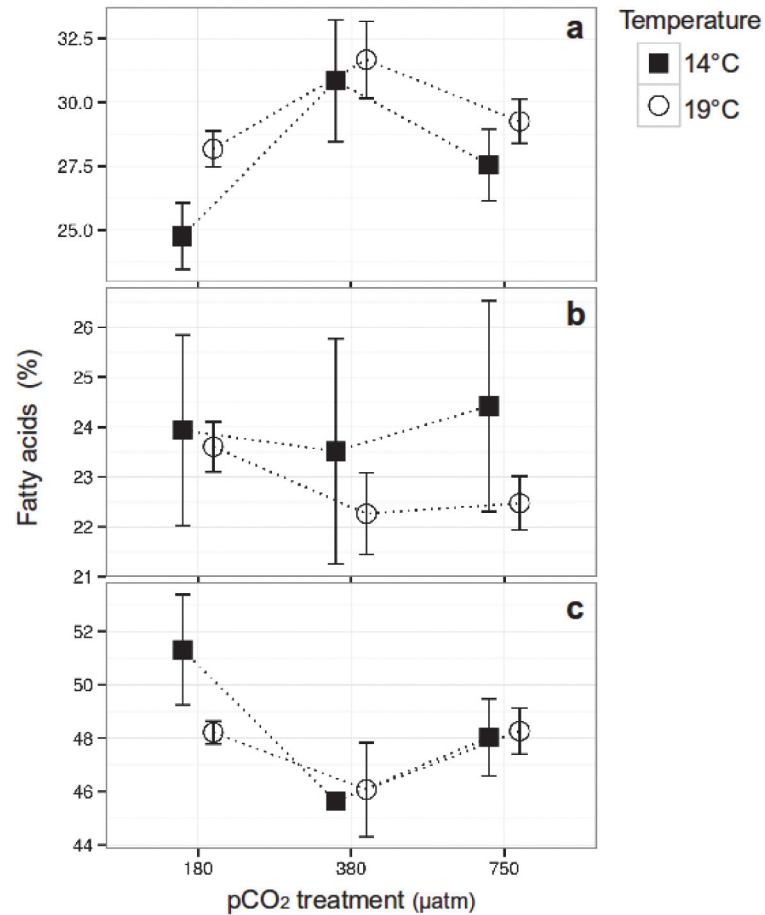 Temperature
14°C
19°C
a
32.5
30.0
27.5
25.0
b
26
25
24
23
22
21
c
52
50
48
46
44
Fatty acids (%)
180 380 750
pCO₂ treatment (µatm)